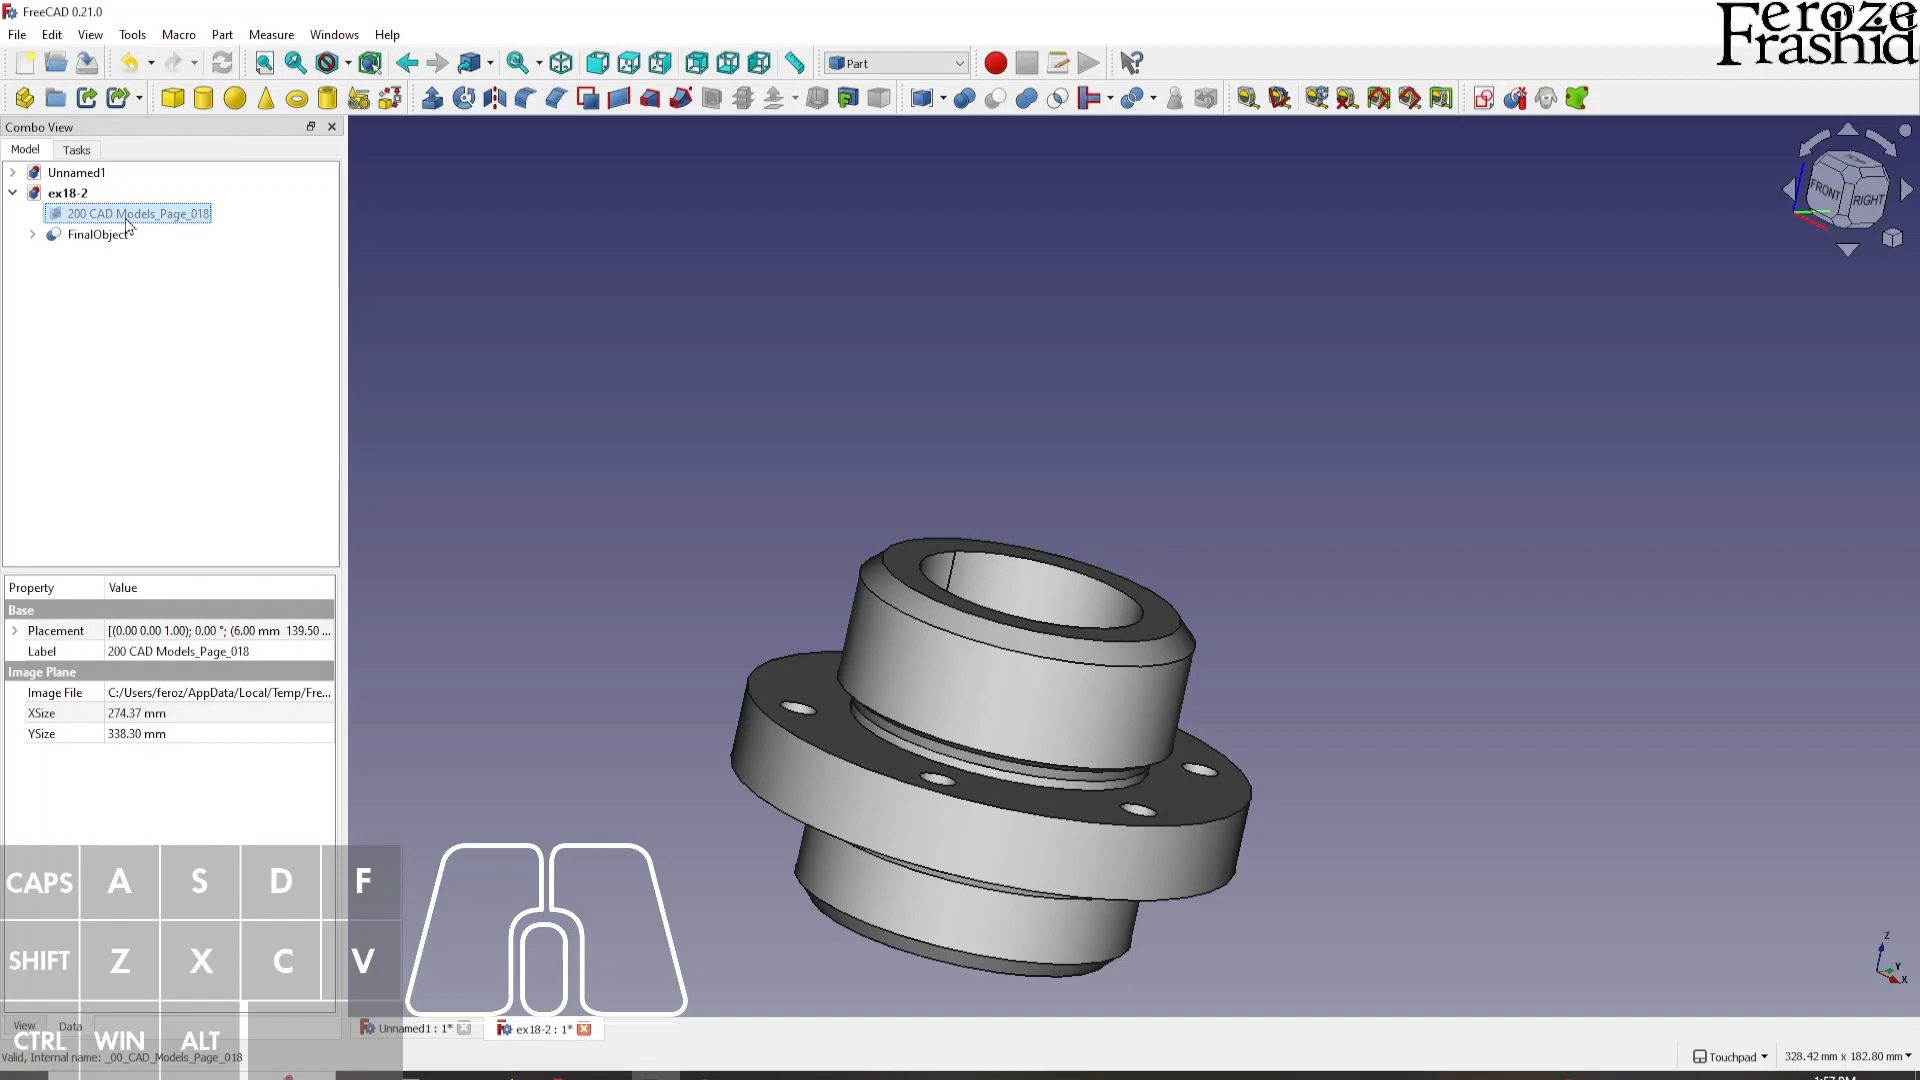 FreeCAD 0.21.0
Feroze
Frashid
File Edit View Tools Macro Part Measure Windows Help
Part
Combo View
Model Tasks
Unnamed1
ex18-2
200 CAD Models_Page_018
FinalObject
FRONT RIGHT
Property Value
Base
Placement [(0.00 0.00 1.00); 0.00 °; (6.00 mm 139.50 ...
Label 200 CAD Models_Page_018
Image Plane
Image File C:/Users/feroz/AppData/Local/Temp/Fre...
XSize 274.37 mm
YSize 338.30 mm
CAPS A S D F
SHIFT Z X C V
CTRL WIN ALT
View Data
Z
Y
X
Unnamed1 : 1* ex18-2 : 1*
Valid, Internal name: _00_CAD_Models_Page_018
Touchpad 328.42 mm x 182.80 mm